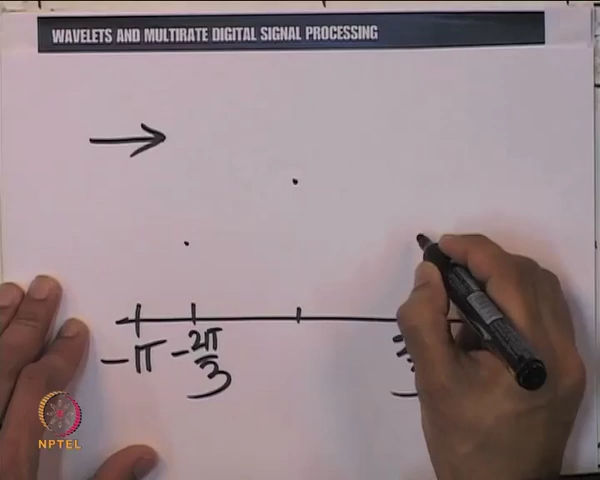 WAVELETS AND MULTIRATE DIGITAL SIGNAL PROCESSING
-π -2π/3
NPTEL